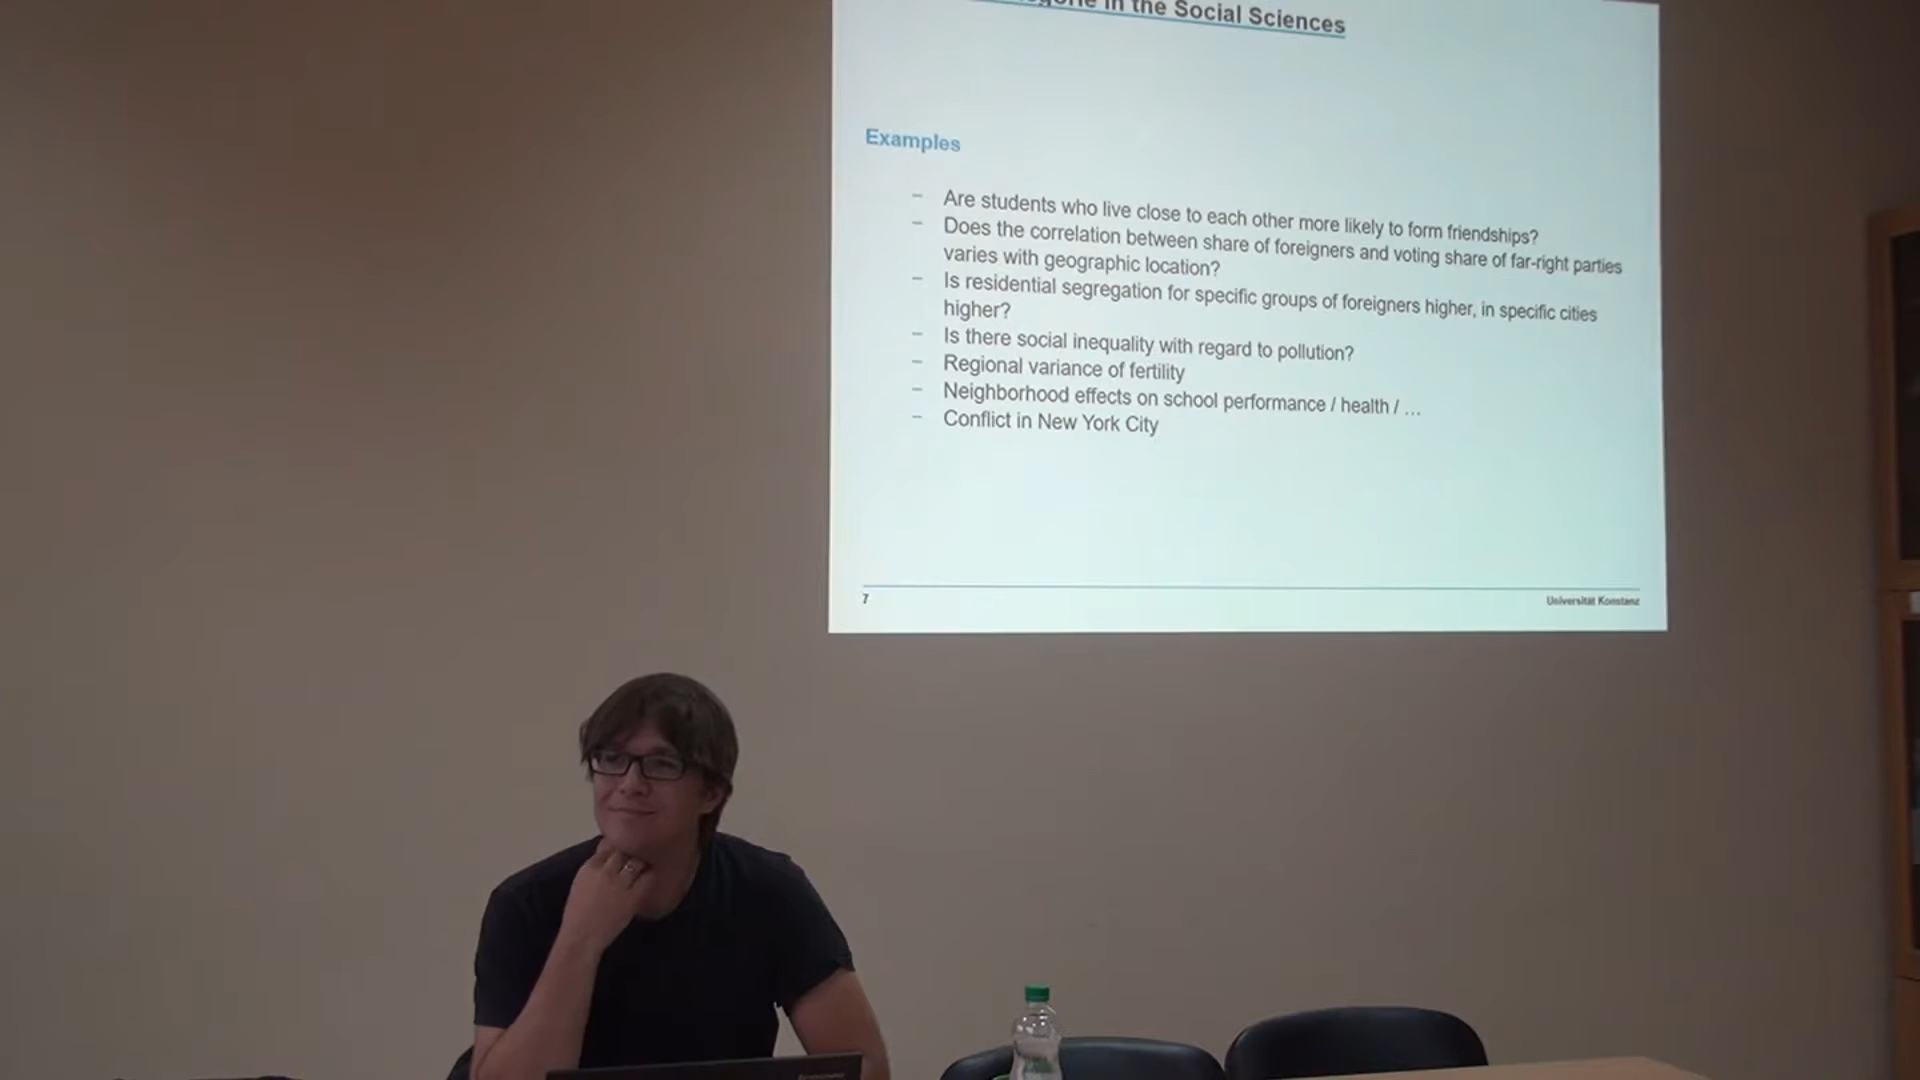 in the Social Sciences
Examples
– Are students who live close to each other more likely to form friendships?
– Does the correlation between share of foreigners and voting share of far-right parties
varies with geographic location?
– Is residential segregation for specific groups of foreigners higher, in specific cities
higher?
– Is there social inequality with regard to pollution?
– Regional variance of fertility
– Neighborhood effects on school performance / health / ...
– Conflict in New York City
7
Universität Konstanz